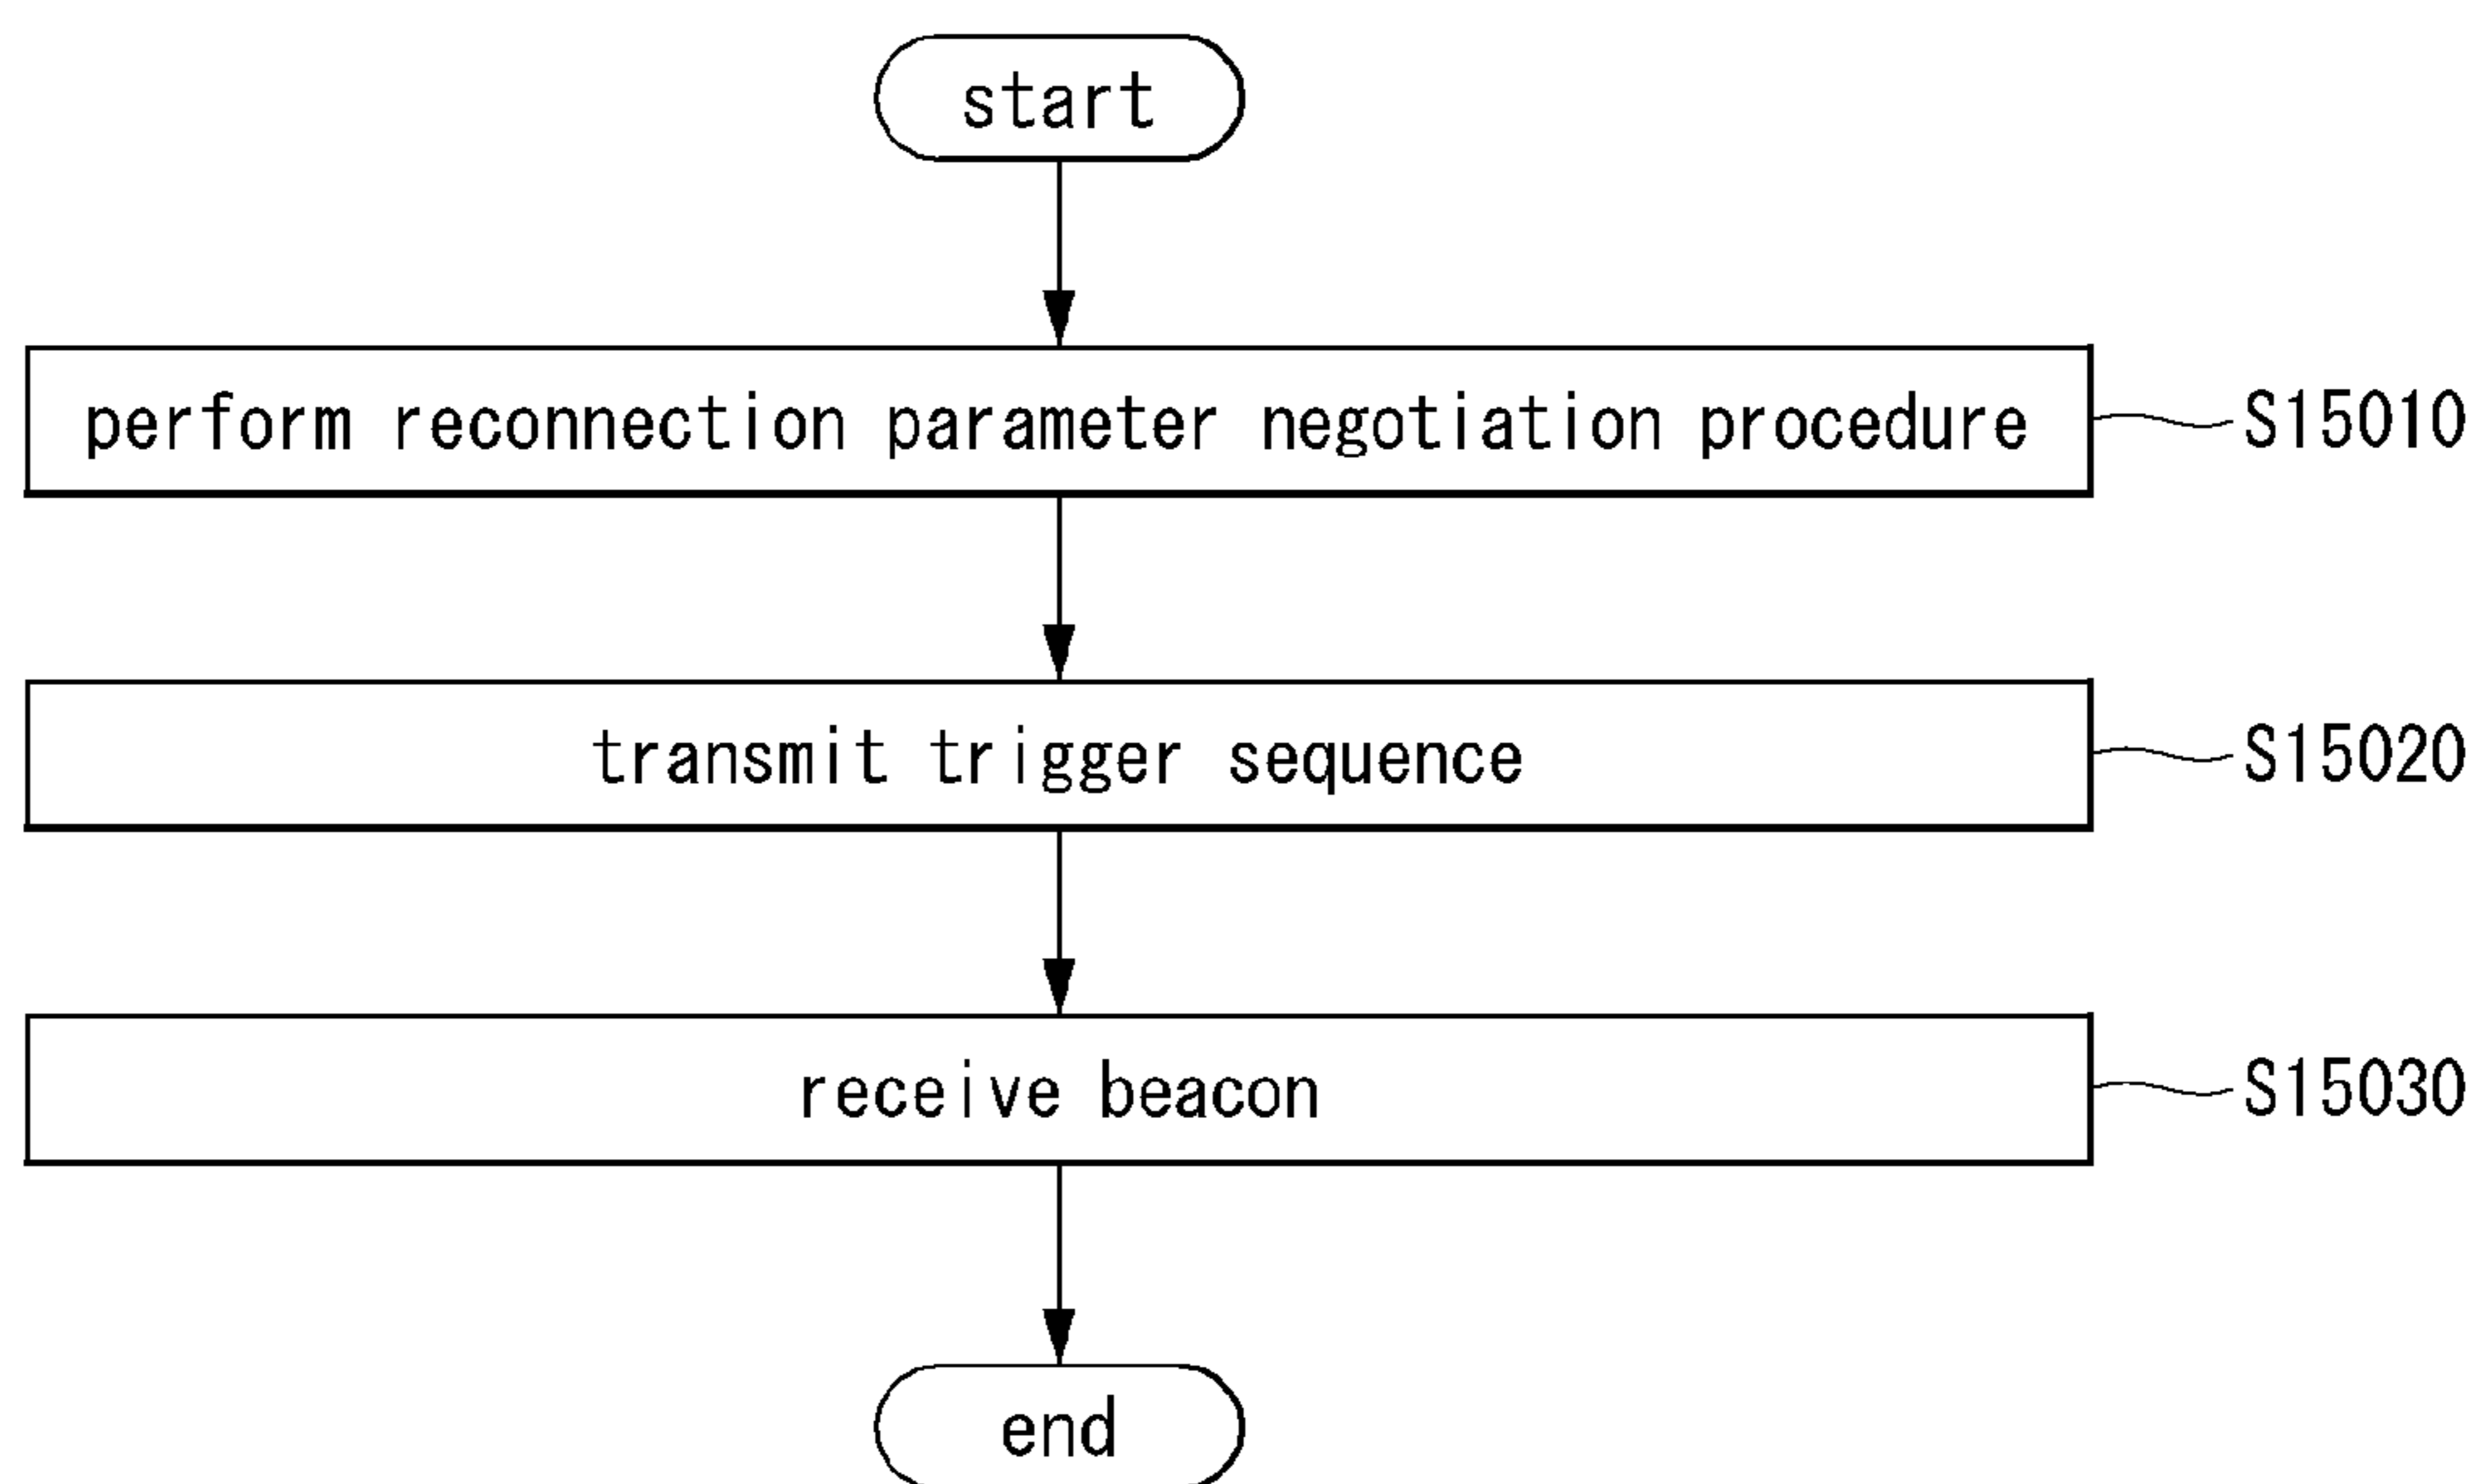 start
perform reconnection parameter negotiation procedure S15010
transmit trigger sequence S15020
receive beacon S15030
end